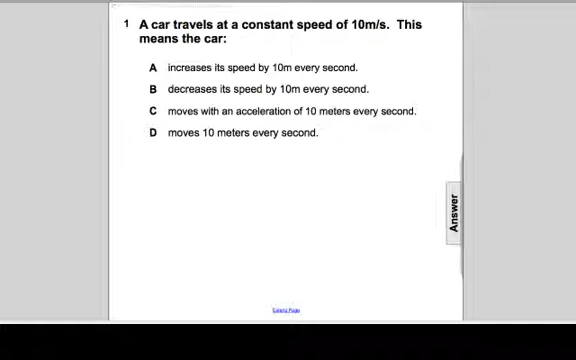 1 A car travels at a constant speed of 10m/s. This
means the car:
A increases its speed by 10m every second.
B decreases its speed by 10m every second.
C moves with an acceleration of 10 meters every second.
D moves 10 meters every second.
Answer